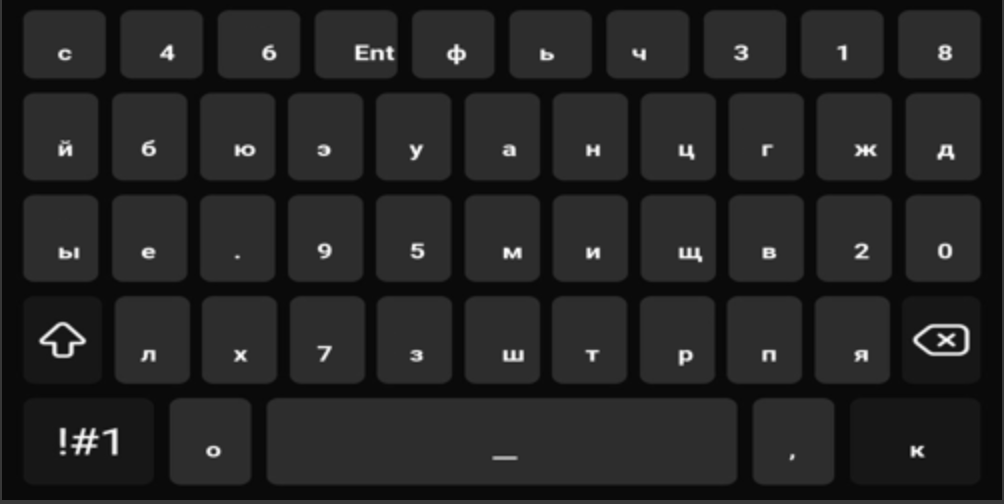 с 4 6 Ent ф ь ч 3 1 8
й б ю э у а н ц г ж д
ы е . 9 5 м и щ в 2 0
л х 7 з ш т р п я
!#1 о _ , к